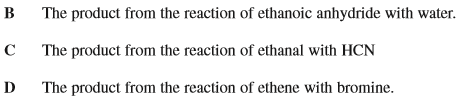 B The product from the reaction of ethanoic anhydride with water.
C The product from the reaction of ethanal with HCN
D The product from the reaction of ethene with bromine.